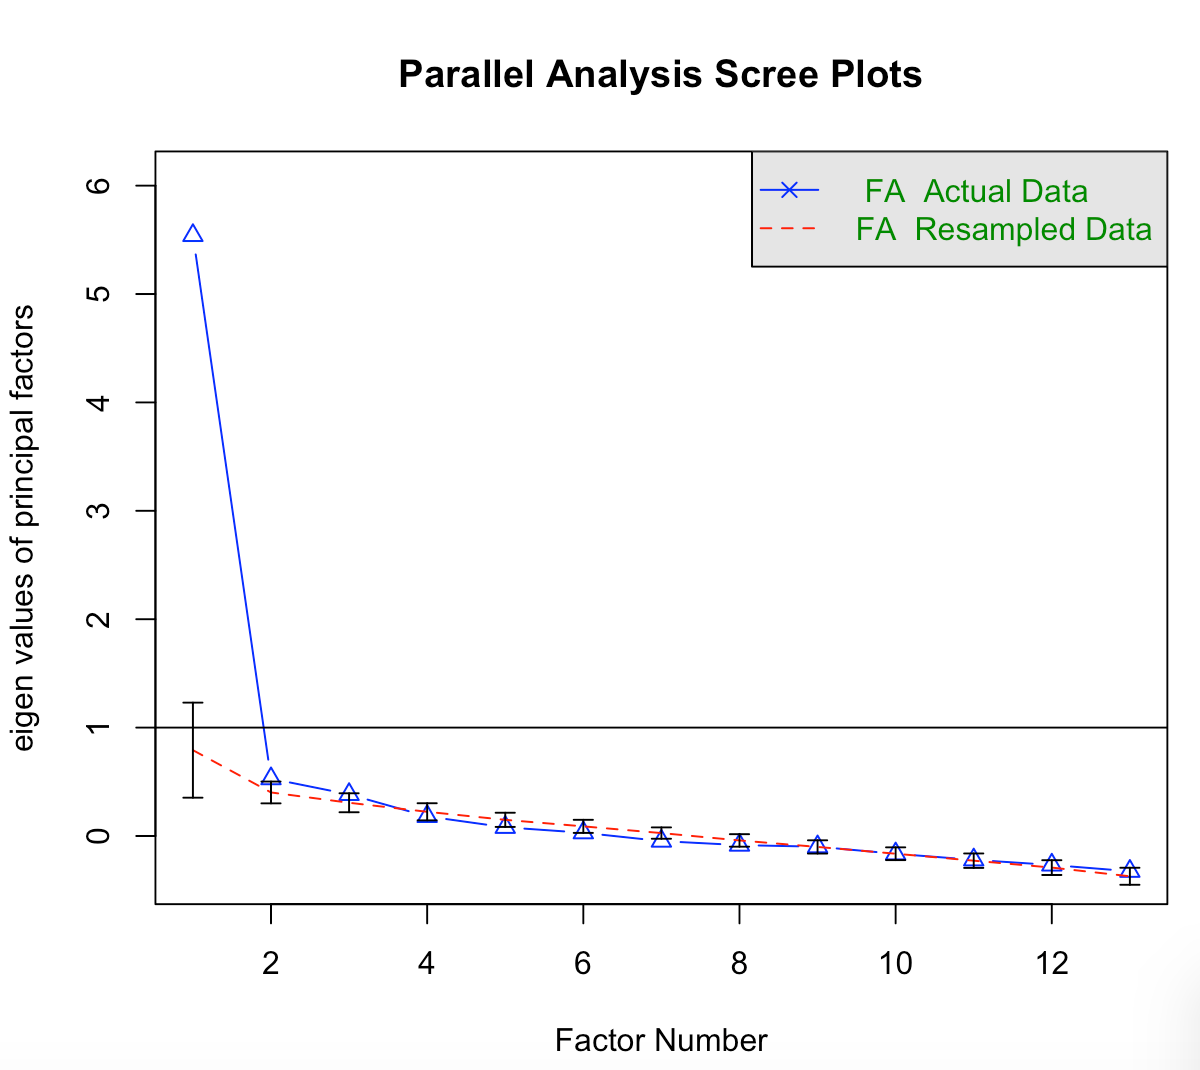 Parallel Analysis Scree Plots
FA Actual Data
FA Resampled Data
eigen values of principal factors
6
5
4
3
2
1
0
2 4 6 8 10 12
Factor Number